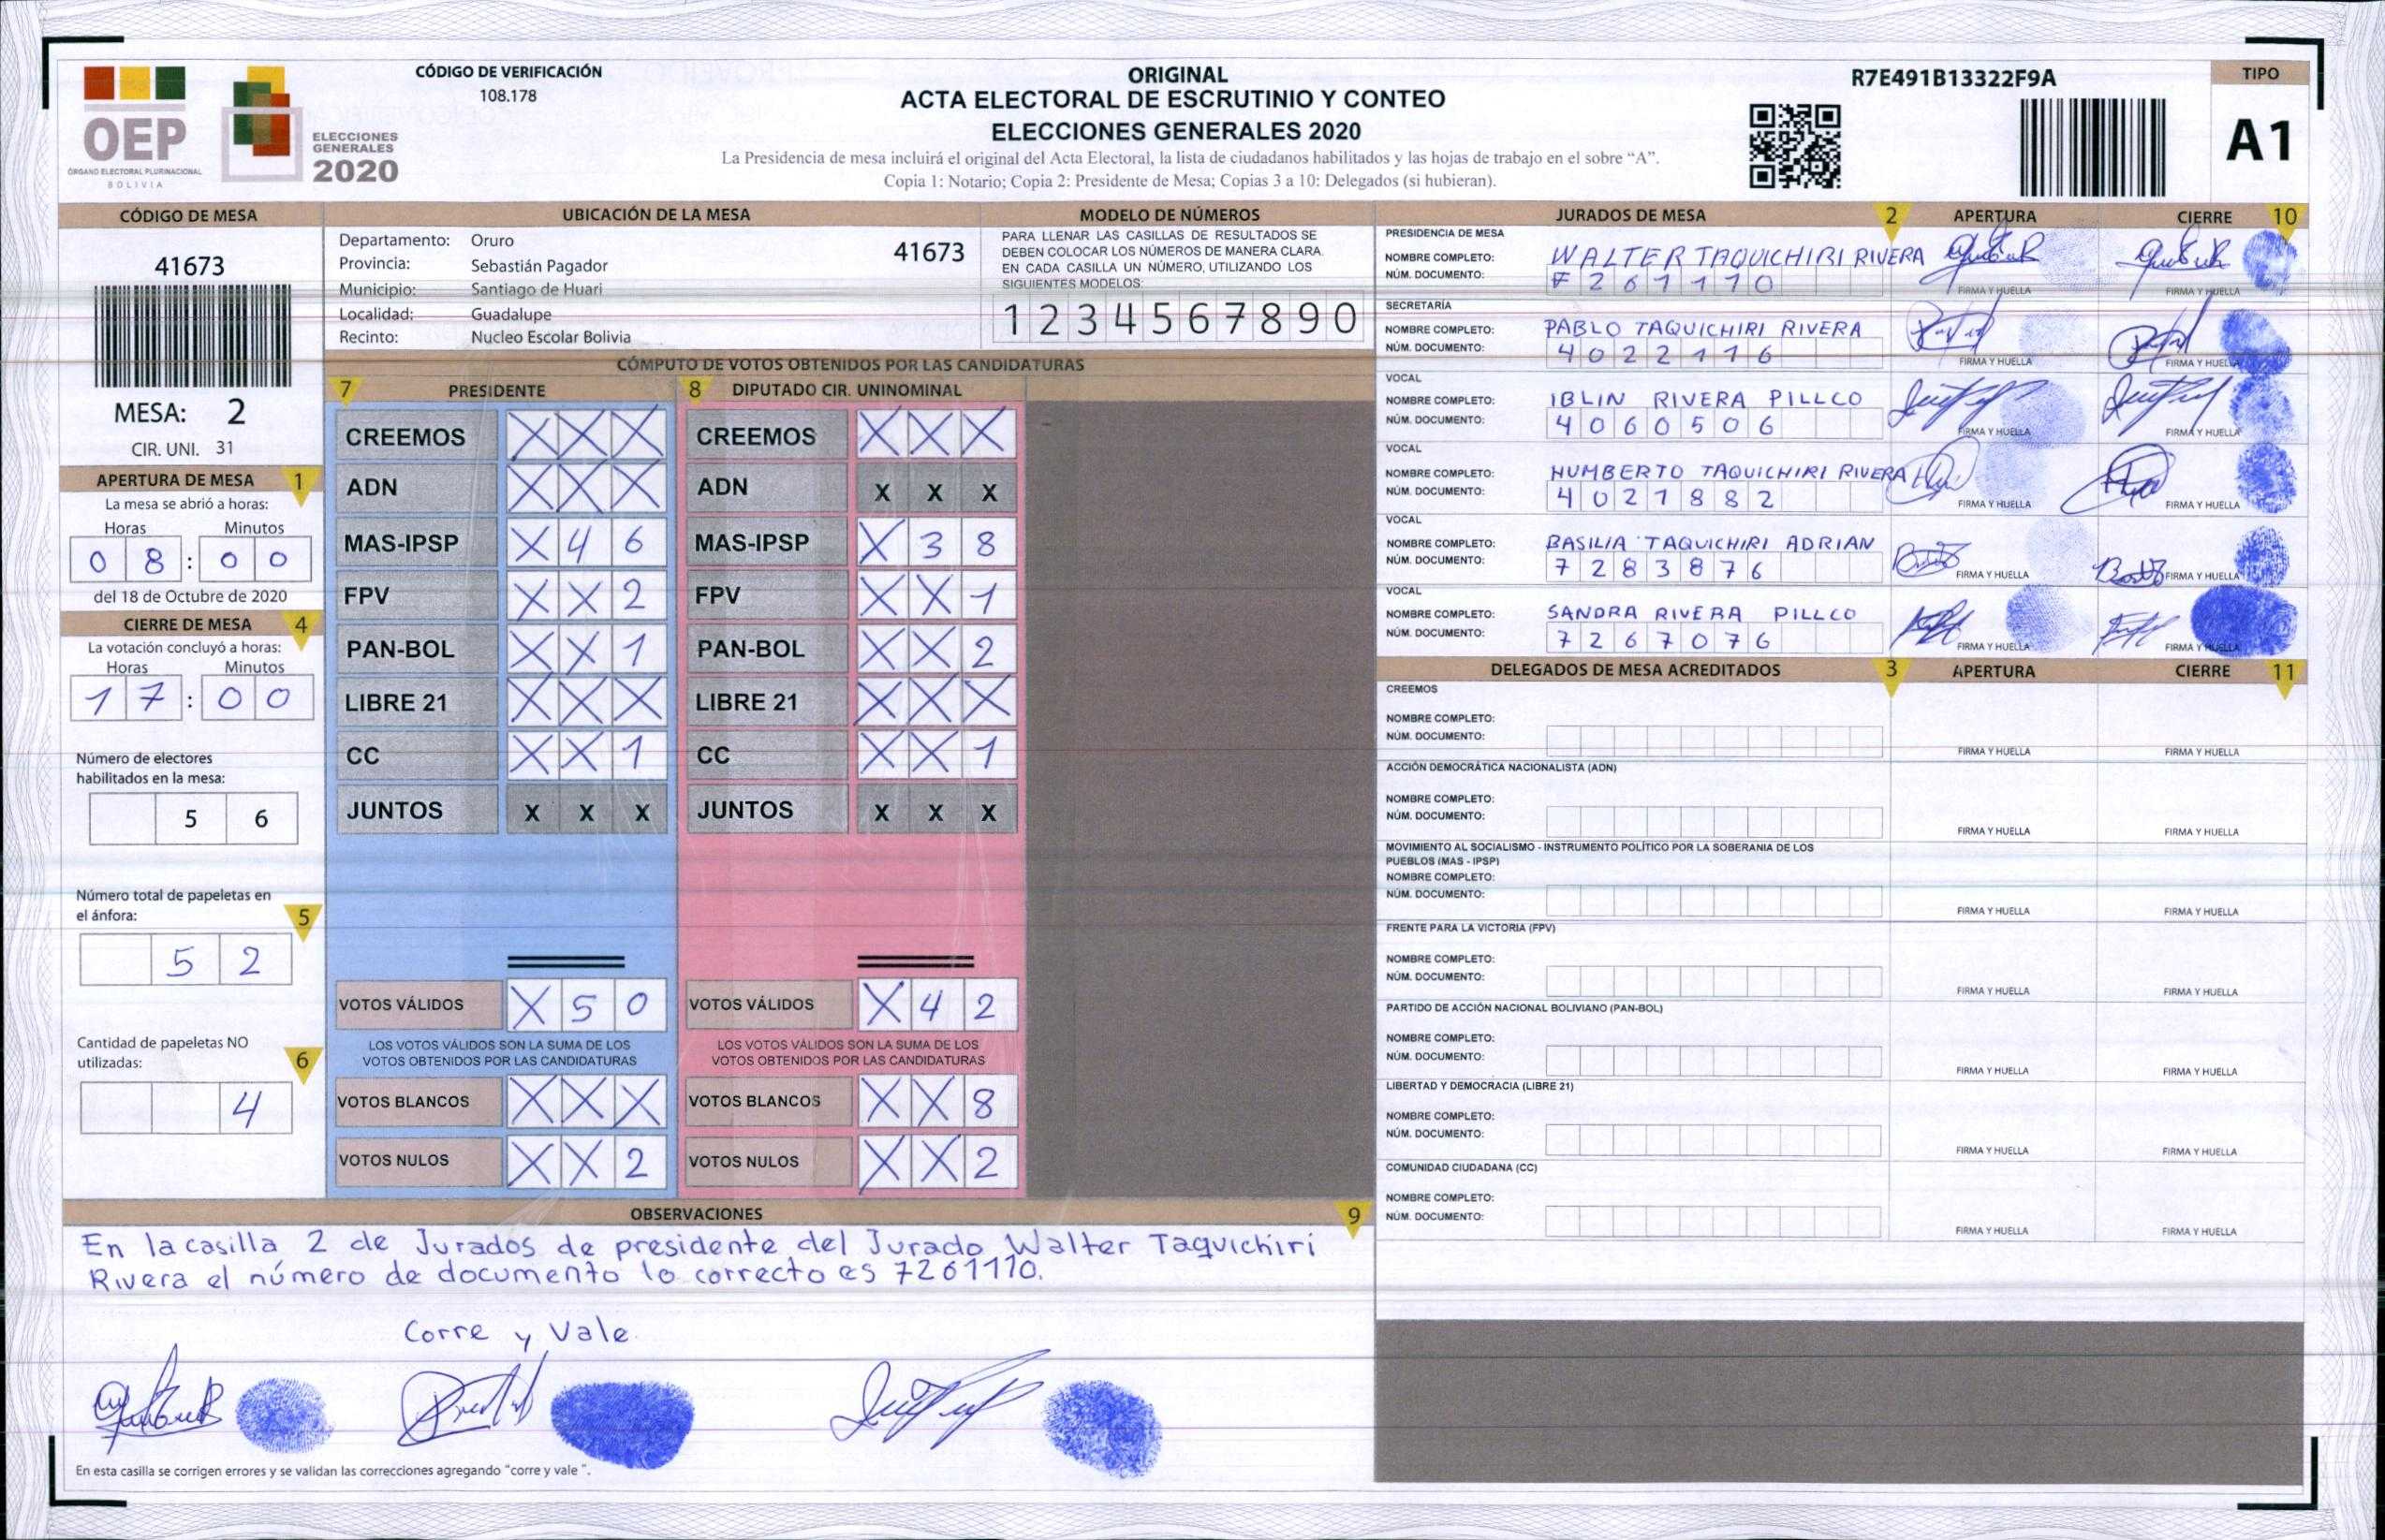 OEP
ÓRGANO ELECTORAL PLURINACIONAL
BOLIVIA
ELECCIONES
GENERALES
2020
CÓDIGO DE VERIFICACIÓN
108.178
ORIGINAL
ACTA ELECTORAL DE ESCRUTINIO Y CONTEO
ELECCIONES GENERALES 2020
La Presidencia de mesa incluirá el original del Acta Electoral, la lista de ciudadanos habilitados y las hojas de trabajo en el sobre “A”.
Copia 1: Notario; Copia 2: Presidente de Mesa; Copias 3 a 10: Delegados (si hubieran).
R7E491B13322F9A
TIPO
A1
CÓDIGO DE MESA
41673
MESA: 2
CIR. UNI. 31
APERTURA DE MESA 1
La mesa se abrió a horas:
Horas Minutos
0 8 : 0 0
del 18 de Octubre de 2020
CIERRE DE MESA 4
La votación concluyó a horas:
Horas Minutos
1 7 : 0 0
Número de electores
habilitados en la mesa:
5 6
Número total de papeletas en
el ánfora: 5
5 2
Cantidad de papeletas NO
utilizadas: 6
4
UBICACIÓN DE LA MESA
Departamento: Oruro
41673
Provincia: Sebastián Pagador
Municipio: Santiago de Huari
Localidad: Guadalupe
Recinto: Nucleo Escolar Bolivia
MODELO DE NÚMEROS
PARA LLENAR LAS CASILLAS DE RESULTADOS SE
DEBEN COLOCAR LOS NÚMEROS DE MANERA CLARA.
EN CADA CASILLA UN NÚMERO, UTILIZANDO LOS
SIGUIENTES MODELOS:
1 2 3 4 5 6 7 8 9 0
CÓMPUTO DE VOTOS OBTENIDOS POR LAS CANDIDATURAS
7 PRESIDENTE
CREEMOS X X X
ADN X X X
MAS-IPSP X 4 6
FPV X X 2
PAN-BOL X X 1
LIBRE 21 X X X
CC X X 1
JUNTOS X X X
VOTOS VÁLIDOS X 5 0
LOS VOTOS VÁLIDOS SON LA SUMA DE LOS
VOTOS OBTENIDOS POR LAS CANDIDATURAS
VOTOS BLANCOS X X X
VOTOS NULOS X X 2
8 DIPUTADO CIR. UNINOMINAL
CREEMOS X X X
ADN X X X
MAS-IPSP X 3 8
FPV X X 1
PAN-BOL X X 2
LIBRE 21 X X X
CC X X 1
JUNTOS X X X
VOTOS VÁLIDOS X 4 2
LOS VOTOS VÁLIDOS SON LA SUMA DE LOS
VOTOS OBTENIDOS POR LAS CANDIDATURAS
VOTOS BLANCOS X X 8
VOTOS NULOS X X 2
OBSERVACIONES 9
En la casilla 2 de Jurados de presidente del Jurado Walter Taquichiri
Rivera el número de documento lo correcto es 7261110.
Corre y Vale
En esta casilla se corrigen errores y se validan las correcciones agregando “corre y vale ”.
JURADOS DE MESA 2 APERTURA CIERRE 10
PRESIDENCIA DE MESA
NOMBRE COMPLETO: WALTER TAQUICHIRI RIVERA
NÚM. DOCUMENTO: 7 2 6 1 1 1 0
FIRMA Y HUELLA FIRMA Y HUELLA
SECRETARÍA
NOMBRE COMPLETO: PABLO TAQUICHIRI RIVERA
NÚM. DOCUMENTO: 4 0 2 2 1 1 6
FIRMA Y HUELLA FIRMA Y HUELLA
VOCAL
NOMBRE COMPLETO: IBLIN RIVERA PILLCO
NÚM. DOCUMENTO: 4 0 6 0 5 0 6
FIRMA Y HUELLA FIRMA Y HUELLA
VOCAL
NOMBRE COMPLETO: HUMBERTO TAQUICHIRI RIVERA
NÚM. DOCUMENTO: 4 0 2 1 8 8 2
FIRMA Y HUELLA FIRMA Y HUELLA
VOCAL
NOMBRE COMPLETO: BASILIA TAQUICHIRI ADRIAN
NÚM. DOCUMENTO: 7 2 8 3 8 7 6
FIRMA Y HUELLA FIRMA Y HUELLA
VOCAL
NOMBRE COMPLETO: SANDRA RIVERA PILLCO
NÚM. DOCUMENTO: 7 2 6 7 0 7 6
FIRMA Y HUELLA FIRMA Y HUELLA
DELEGADOS DE MESA ACREDITADOS 3 APERTURA CIERRE 11
CREEMOS
NOMBRE COMPLETO:
NÚM. DOCUMENTO:
FIRMA Y HUELLA FIRMA Y HUELLA
ACCIÓN DEMOCRÁTICA NACIONALISTA (ADN)
NOMBRE COMPLETO:
NÚM. DOCUMENTO:
FIRMA Y HUELLA FIRMA Y HUELLA
MOVIMIENTO AL SOCIALISMO - INSTRUMENTO POLÍTICO POR LA SOBERANIA DE LOS
PUEBLOS (MAS - IPSP)
NOMBRE COMPLETO:
NÚM. DOCUMENTO:
FIRMA Y HUELLA FIRMA Y HUELLA
FRENTE PARA LA VICTORIA (FPV)
NOMBRE COMPLETO:
NÚM. DOCUMENTO:
FIRMA Y HUELLA FIRMA Y HUELLA
PARTIDO DE ACCIÓN NACIONAL BOLIVIANO (PAN-BOL)
NOMBRE COMPLETO:
NÚM. DOCUMENTO:
FIRMA Y HUELLA FIRMA Y HUELLA
LIBERTAD Y DEMOCRACIA (LIBRE 21)
NOMBRE COMPLETO:
NÚM. DOCUMENTO:
FIRMA Y HUELLA FIRMA Y HUELLA
COMUNIDAD CIUDADANA (CC)
NOMBRE COMPLETO:
NÚM. DOCUMENTO:
FIRMA Y HUELLA FIRMA Y HUELLA